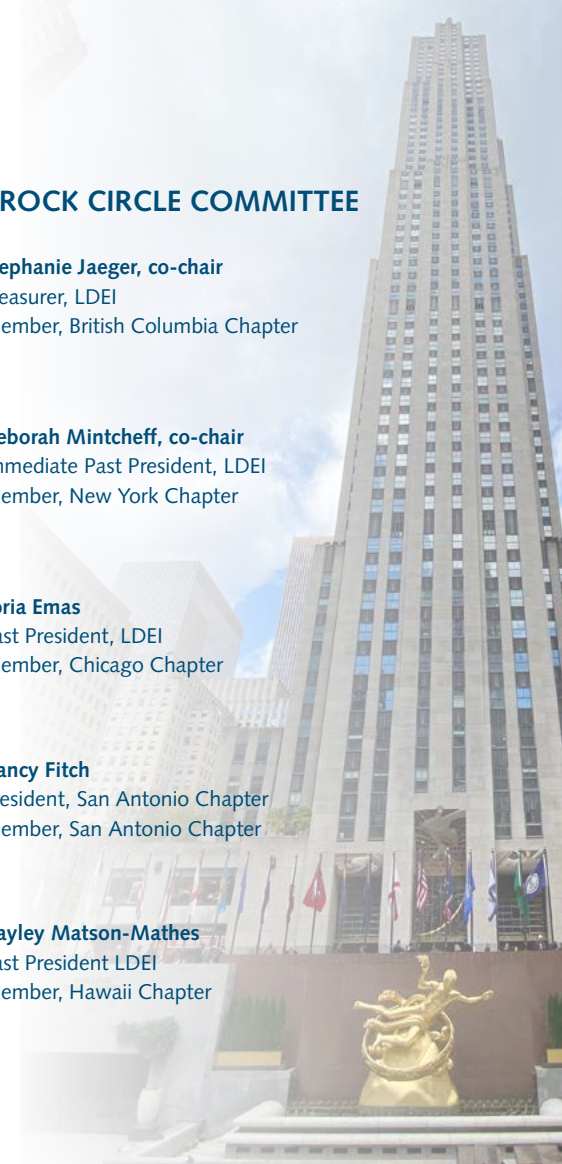 ROCK CIRCLE COMMITTEE
ephanie Jaeger, co-chair
easurer, LDEI
ember, British Columbia Chapter
eborah Mintcheff, co-chair
mmediate Past President, LDEI
ember, New York Chapter
oria Emas
ast President, LDEI
ember, Chicago Chapter
ancy Fitch
esident, San Antonio Chapter
ember, San Antonio Chapter
ayley Matson-Mathes
ast President LDEI
ember, Hawaii Chapter